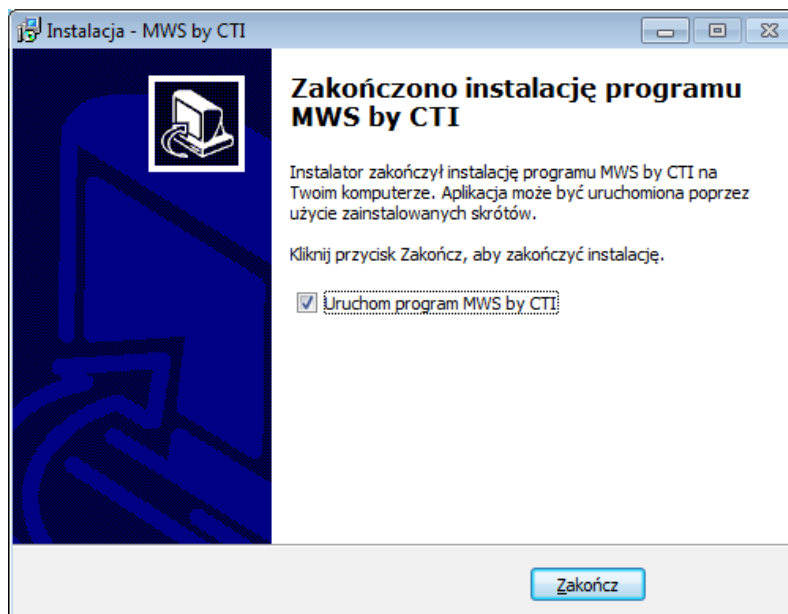 Instalacja - MWS by CTI
Zakończono instalację programu
MWS by CTI
Instalator zakończył instalację programu MWS by CTI na
Twoim komputerze. Aplikacja może być uruchomiona poprzez
użycie zainstalowanych skrótów.
Kliknij przycisk Zakończ, aby zakończyć instalację.
Uruchom program MWS by CTI
Zakończ